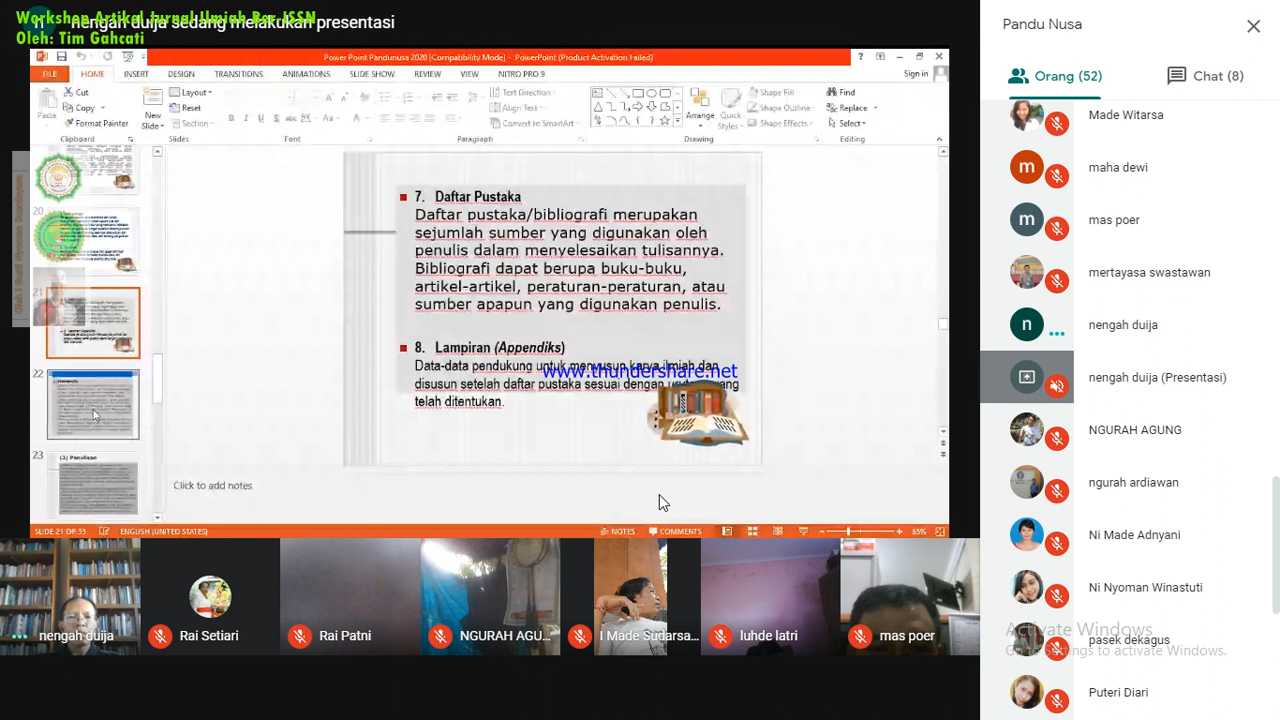 Workshop Artikel Jurnal Ilmiah Ber-ISSN
Oleh: Tim Gahcati
nengah duija sedang melakukan presentasi
Power Point Pandunusa 2020 [Compatibility Mode] - PowerPoint (Product Activation Failed)
FILE HOME INSERT DESIGN TRANSITIONS ANIMATIONS SLIDE SHOW REVIEW VIEW NITRO PRO 9 Sign in
Paste
Cut
Copy
Format Painter
Clipboard
New Slide
Layout
Reset
Section
Slides
Font
Text Direction
Align Text
Convert to SmartArt
Paragraph
Arrange
Quick Styles
Shape Fill
Shape Outline
Shape Effects
Drawing
Find
Replace
Select
Editing
20
21
22
23
(3) Penulisan
7. Daftar Pustaka
Daftar pustaka/bibliografi merupakan
sejumlah sumber yang digunakan oleh
penulis dalam menyelesaikan tulisannya.
Bibliografi dapat berupa buku-buku,
artikel-artikel, peraturan-peraturan, atau
sumber apapun yang digunakan penulis.
8. Lampiran (Appendiks)
Data-data pendukung untuk menyusun karya ilmiah dan
www.thundershare.net
disusun setelah daftar pustaka sesuai dengan yang
telah ditentukan.
Click to add notes
SLIDE 21 OF 33 ENGLISH (UNITED STATES) NOTES COMMENTS 65%
nengah duija
Rai Setiari
Rai Patni
NGURAH AGU...
I Made Sudarsa...
luhde latri
mas poer
Pandu Nusa
Orang (52)
Chat (8)
Made Witarsa
m maha dewi
m mas poer
mertayasa swastawan
n nengah duija
nengah duija (Presentasi)
NGURAH AGUNG
ngurah ardiawan
Ni Made Adnyani
Ni Nyoman Winastuti
Activate Windows
pasek dekagus
Go to Settings to activate Windows.
Puteri Diari